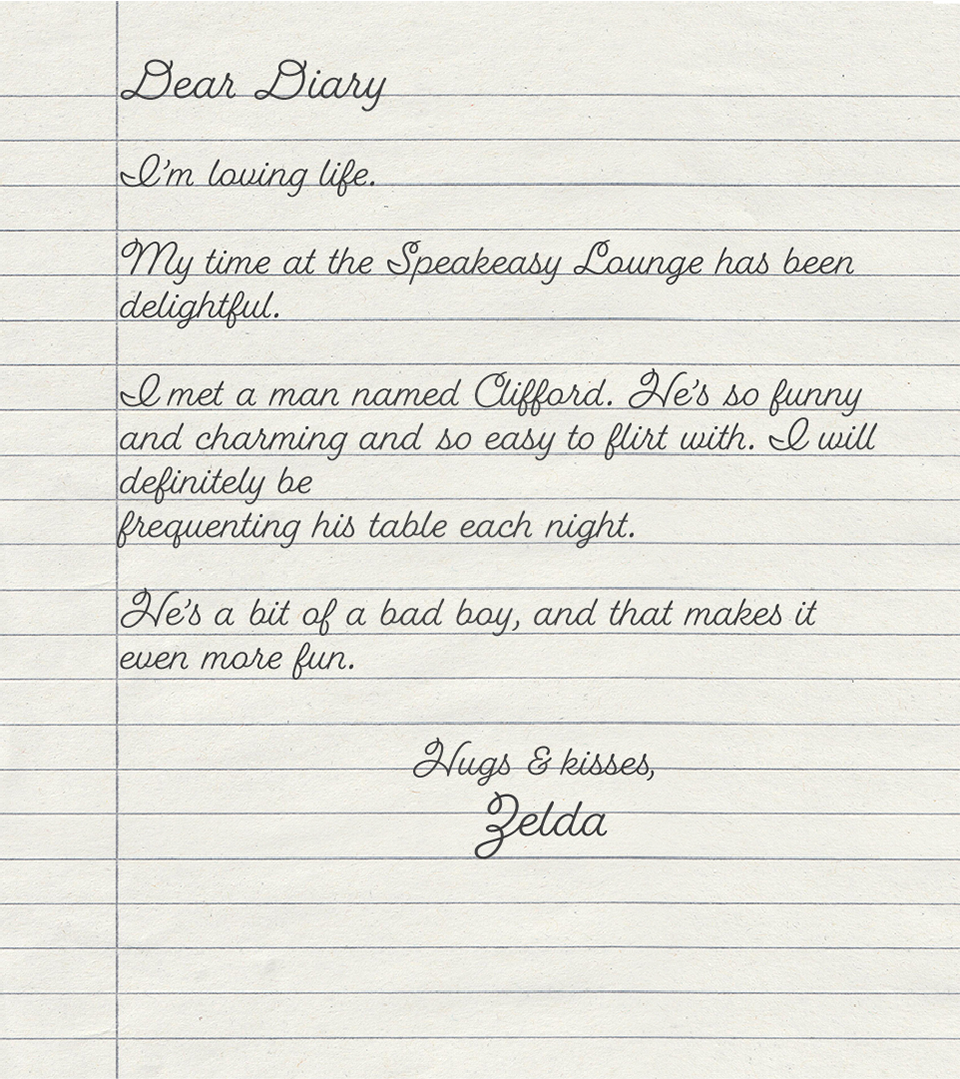 Dear Diary
I'm loving life.
My time at the Speakeasy Lounge has been
delightful.
I met a man named Clifford. He's so funny
and charming and so easy to flirt with. I will
definitely be
frequenting his table each night.
He's a bit of a bad boy, and that makes it
even more fun.
Hugs & kisses,
Zelda